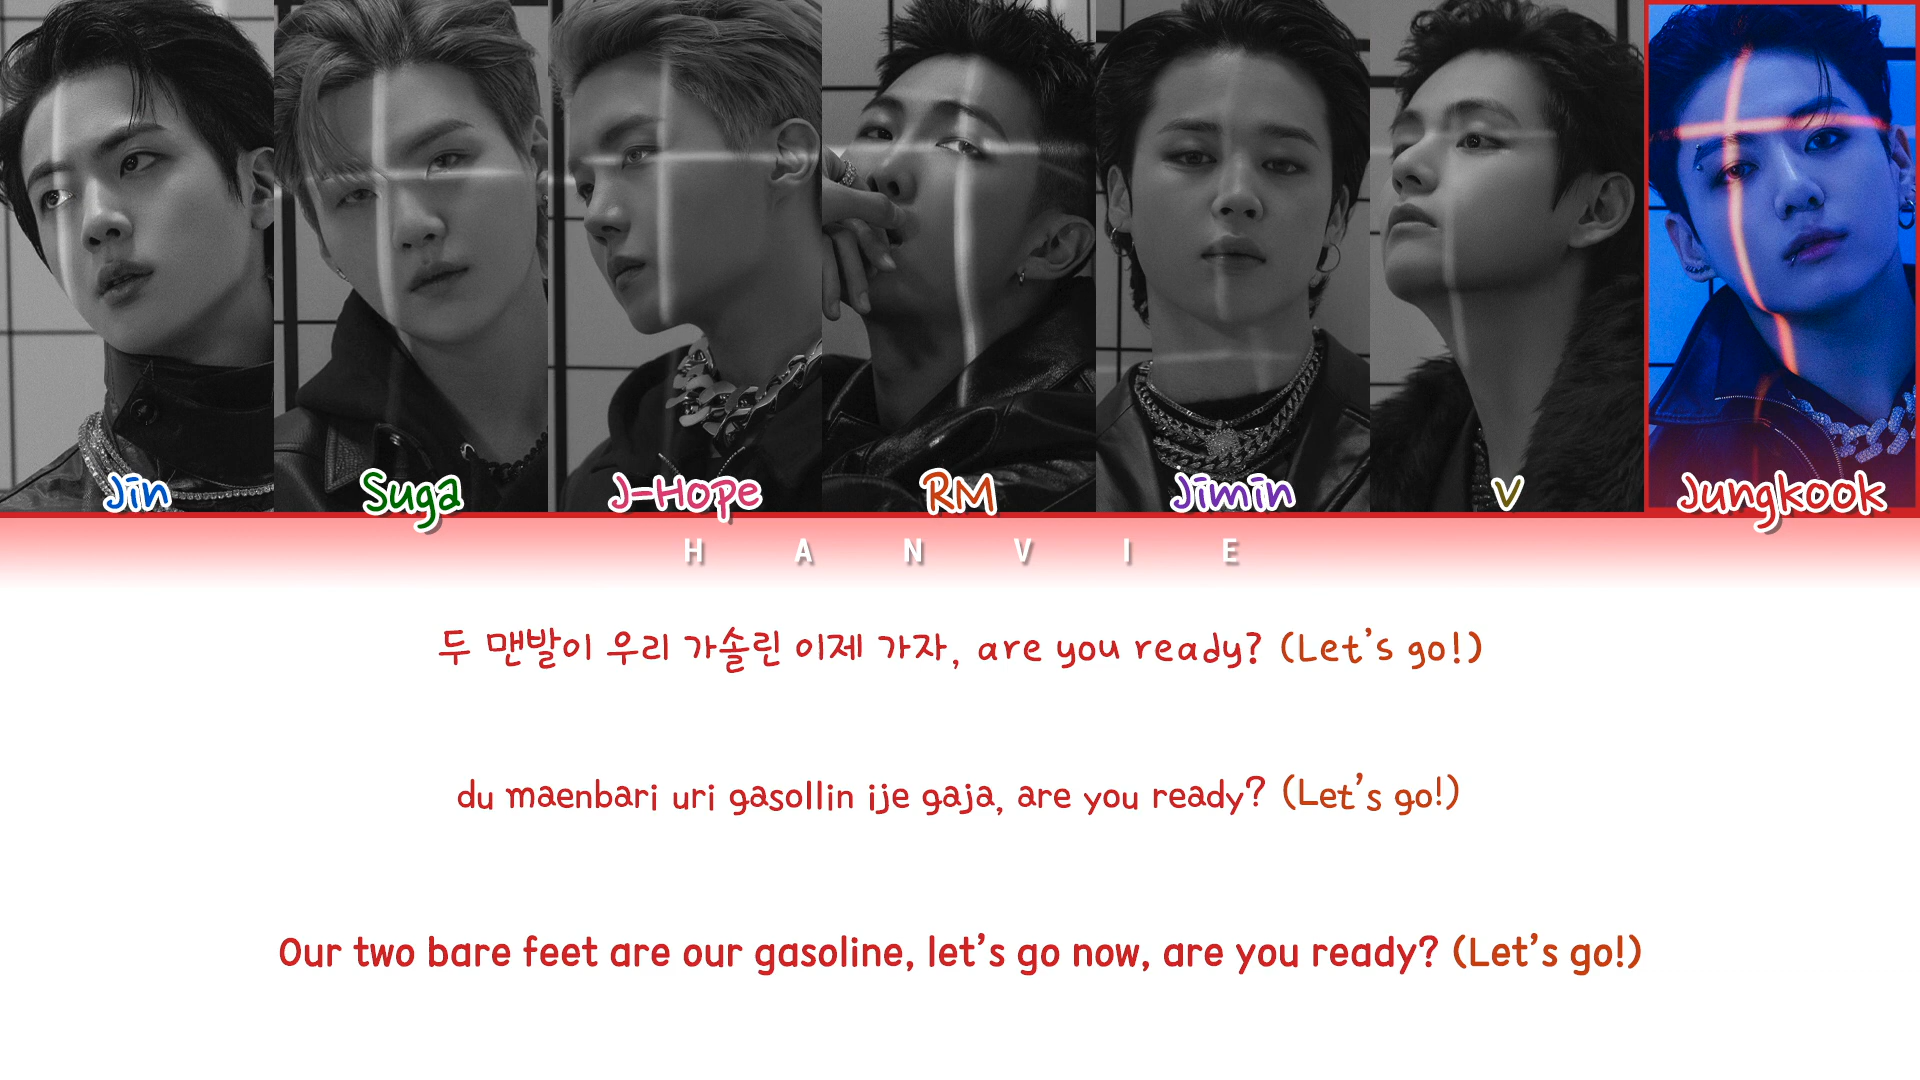 Jin Suga J-Hope RM Jimin V Jungkook
H A N V I E
두 맨발이 우리 가솔린 이제 가자, are you ready? (Let's go!)
du maenbari uri gasollin ije gaja, are you ready? (Let's go!)
Our two bare feet are our gasoline, let's go now, are you ready? (Let's go!)